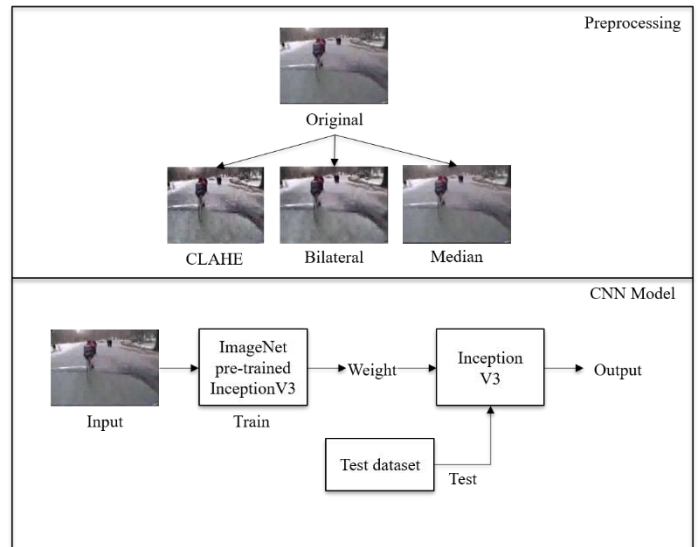 Preprocessing
Original
CLAHE
Bilateral
Median
CNN Model
ImageNet
pre-trained
InceptionV3
Weight
Inception
V3
Output
Input
Train
Test dataset
Test